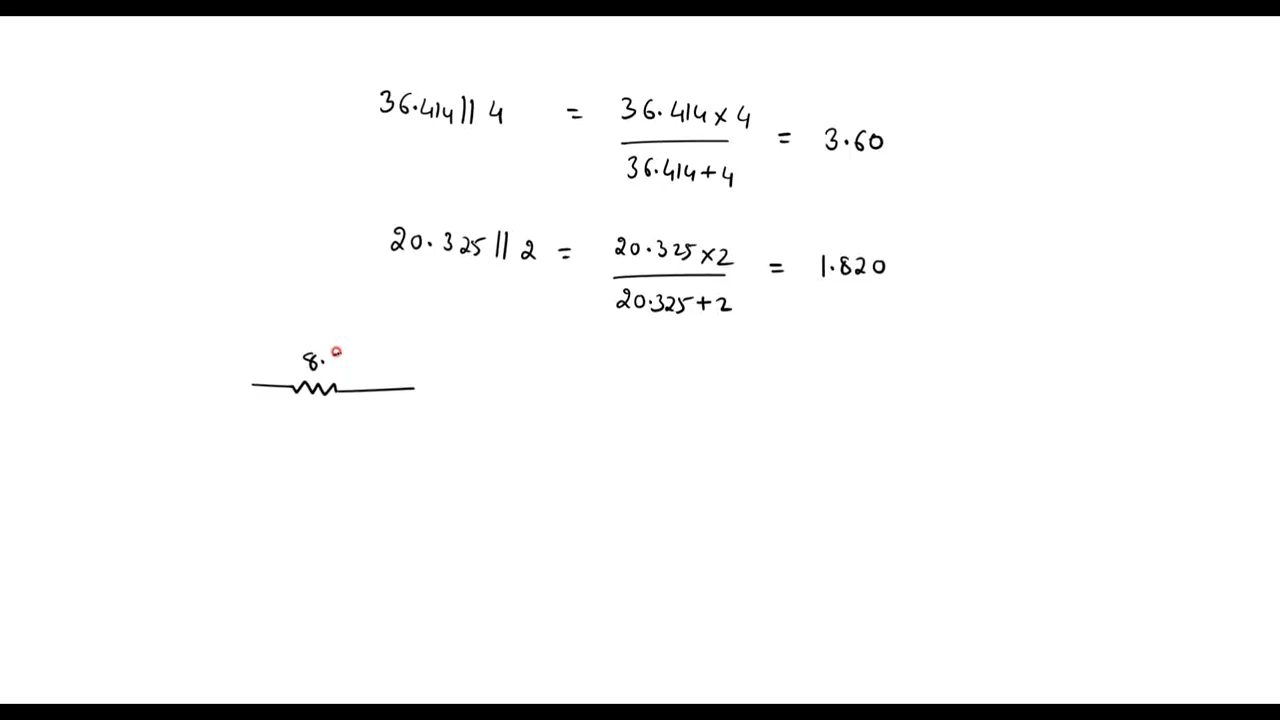 36.414 || 4 = 36.414 × 4 / 36.414 + 4 = 3.60
20.325 || 2 = 20.325 × 2 / 20.325 + 2 = 1.820
8.